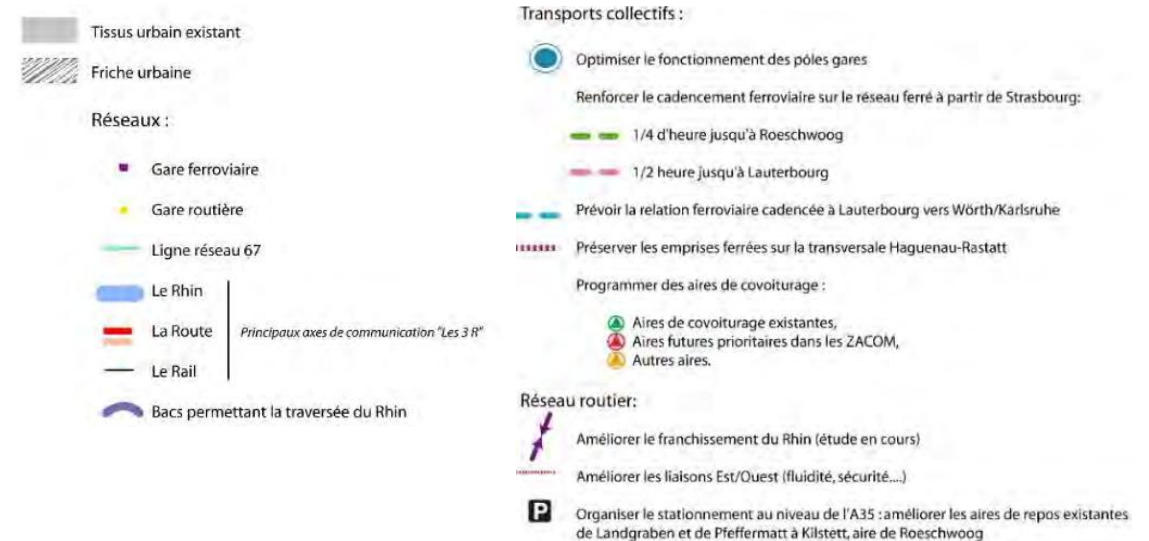 Tissus urbain existant
Friche urbaine
Réseaux :
Gare ferroviaire
Gare routière
Ligne réseau 67
Le Rhin
La Route
Principaux axes de communication "Les 3 R"
Le Rail
Bacs permettant la traversée du Rhin
Transports collectifs :
Optimiser le fonctionnement des pôles gares
Renforcer le cadencement ferroviaire sur le réseau ferré à partir de Strasbourg:
1/4 d'heure jusqu'à Roeschwoog
1/2 heure jusqu'à Lauterbourg
Prévoir la relation ferroviaire cadencée à Lauterbourg vers Wörth/Karlsruhe
Préserver les emprises ferrées sur la transversale Haguenau-Rastatt
Programmer des aires de covoiturage :
Aires de covoiturage existantes,
Aires futures prioritaires dans les ZACOM,
Autres aires.
Réseau routier:
Améliorer le franchissement du Rhin (étude en cours)
Améliorer les liaisons Est/Ouest (fluidité, sécurité....)
P
Organiser le stationnement au niveau de l'A35 : améliorer les aires de repos existantes
de Landgraben et de Pfeffermatt à Kilstett, aire de Roeschwoog